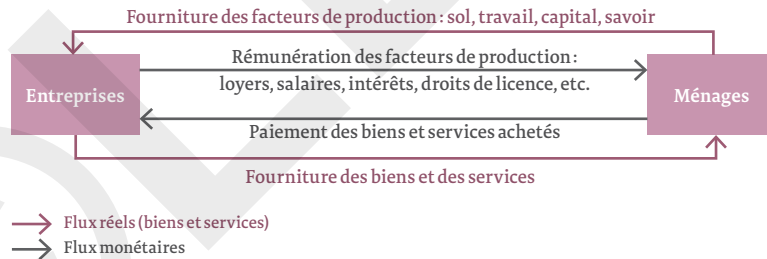 Fourniture des facteurs de production : sol, travail, capital, savoir
Rémunération des facteurs de production :
loyers, salaires, intérêts, droits de licence, etc.
Entreprises
Ménages
Paiement des biens et services achetés
Fourniture des biens et des services
Flux réels (biens et services)
Flux monétaires